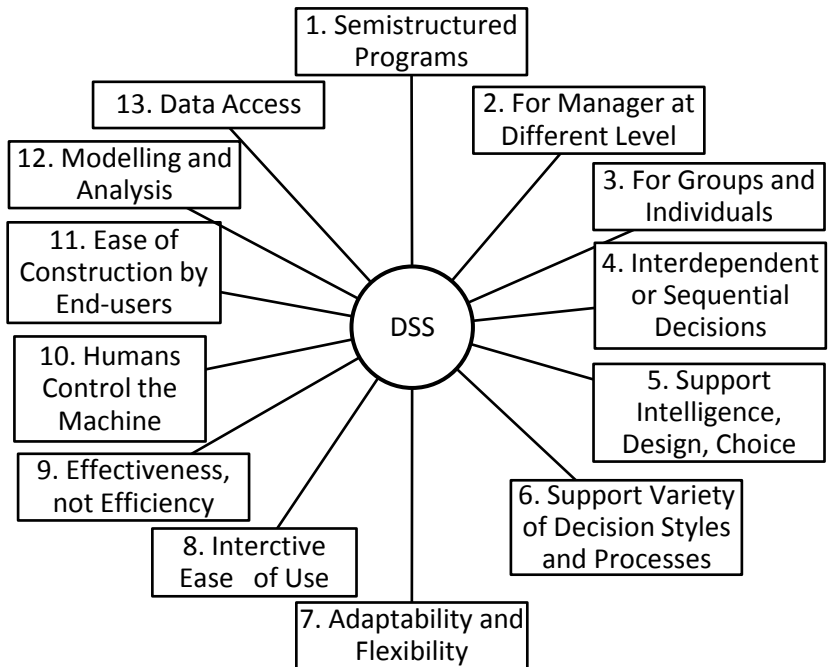 1. Semistructured
Programs
2. For Manager at
Different Level
3. For Groups and
Individuals
4. Interdependent
or Sequential
Decisions
5. Support
Intelligence,
Design, Choice
6. Support Variety
of Decision Styles
and Processes
7. Adaptability and
Flexibility
8. Interctive
Ease of Use
9. Effectiveness,
not Efficiency
10. Humans
Control the
Machine
11. Ease of
Construction by
End-users
12. Modelling and
Analysis
13. Data Access
DSS